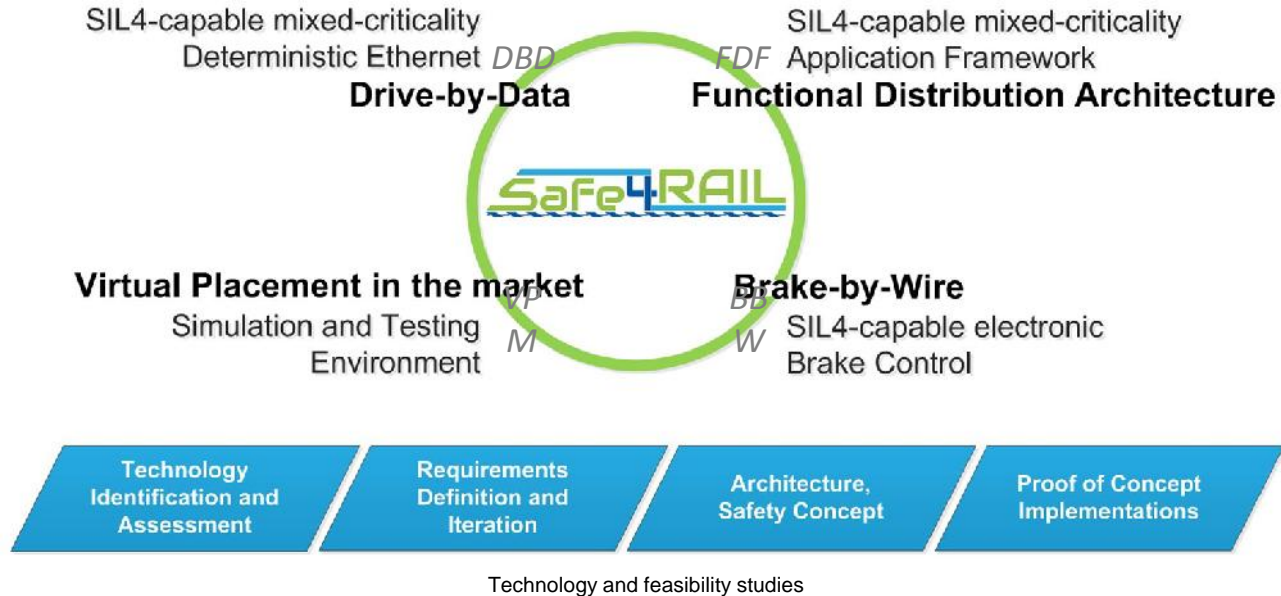 SIL4-capable mixed-criticality
Deterministic Ethernet
DBD
Drive-by-Data
SIL4-capable mixed-criticality
FDF
Application Framework
Functional Distribution Architecture
Safe4RAIL
Virtual Placement in the market
VP
Simulation and Testing
M
Environment
Brake-by-Wire
BB
SIL4-capable electronic
W
Brake Control
Technology
Identification and
Assessment
Requirements
Definition and
Iteration
Architecture,
Safety Concept
Proof of Concept
Implementations
Technology and feasibility studies